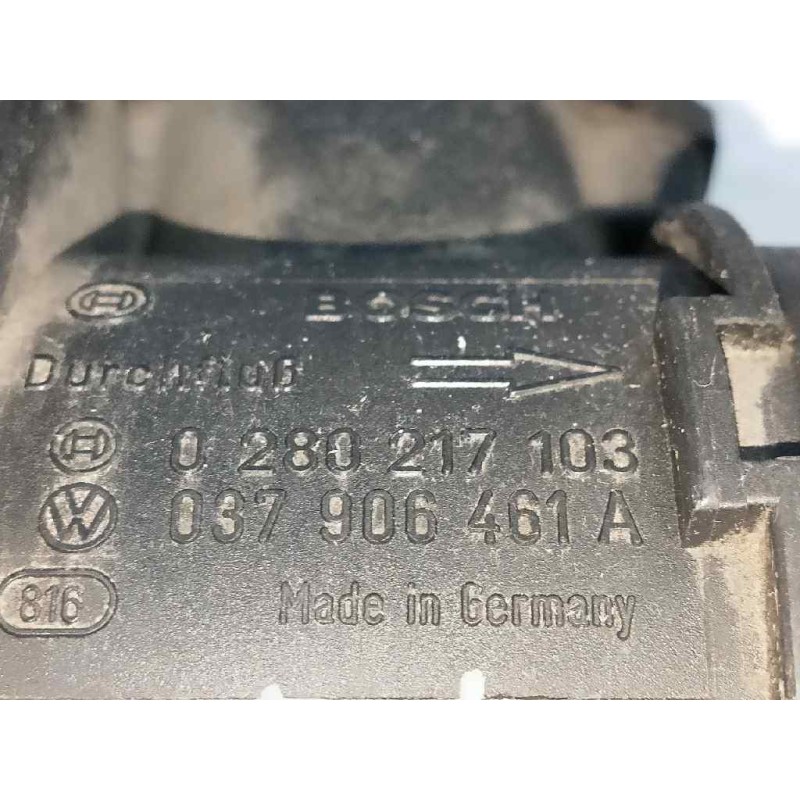 BOSCH
Durchfluß
0 280 217 103
037 906 461 A
816 Made in Germany